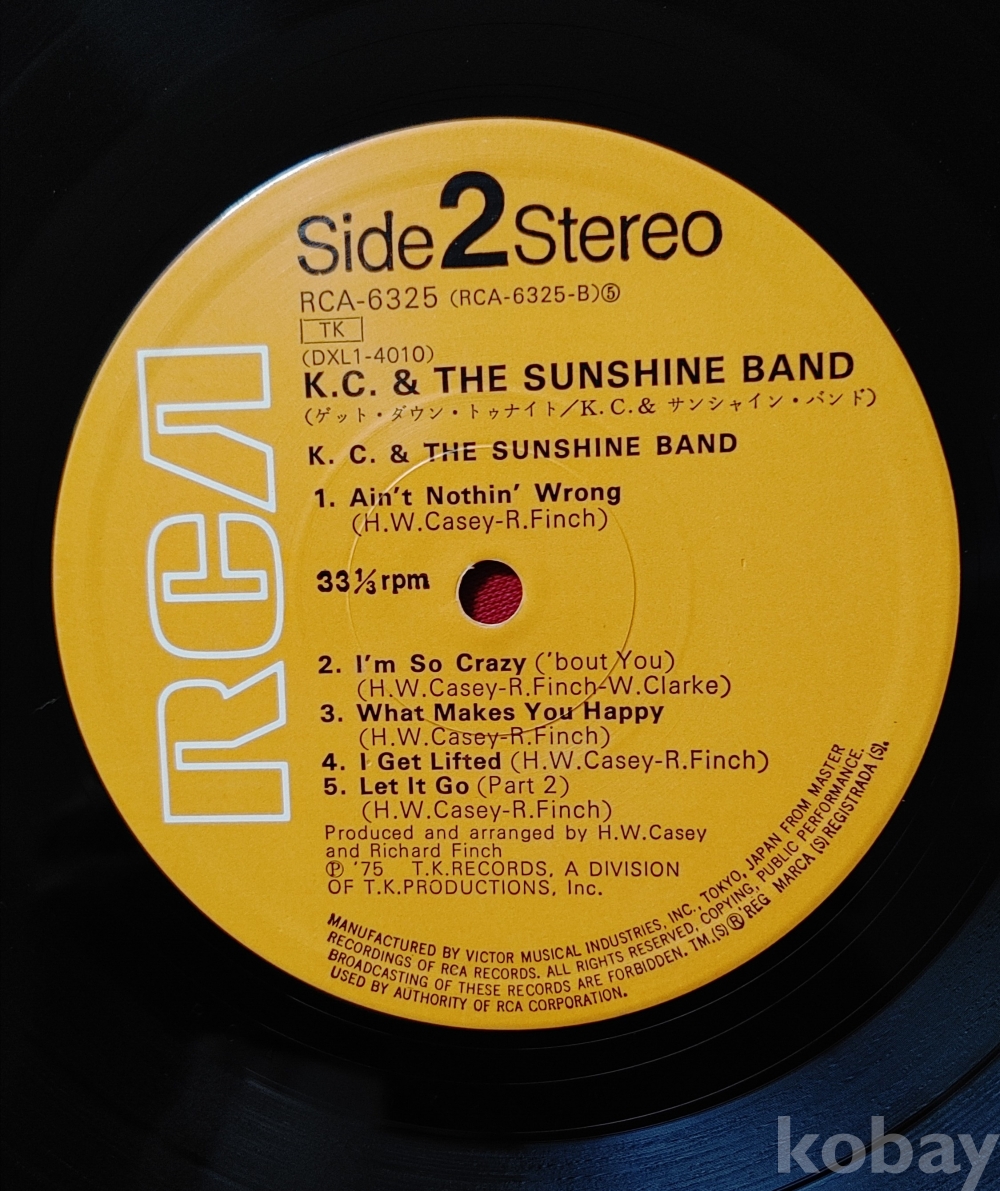 Side 2 Stereo
RCA-6325 (RCA-6325-B)⑤
TK
(DXL1-4010)
K.C. & THE SUNSHINE BAND
(ゲット・ダウン・トゥナイト／K.C.& サンシャイン・バンド)
K. C. & THE SUNSHINE BAND
1. Ain't Nothin' Wrong
(H.W.Casey-R.Finch)
33⅓rpm
2. I'm So Crazy ('bout You)
(H.W.Casey-R.Finch-W.Clarke)
3. What Makes You Happy
(H.W.Casey-R.Finch)
4. I Get Lifted (H.W.Casey-R.Finch)
5. Let It Go (Part 2)
(H.W.Casey-R.Finch)
Produced and arranged by H.W.Casey
and Richard Finch
℗ '75 T.K.RECORDS, A DIVISION
OF T.K.PRODUCTIONS, Inc.
MANUFACTURED BY VICTOR MUSICAL INDUSTRIES, INC., TOKYO, JAPAN FROM MASTER
RECORDINGS OF RCA RECORDS. ALL RIGHTS RESERVED, COPYING, PUBLIC PERFORMANCE,
BROADCASTING OF THESE RECORDS ARE FORBIDDEN. TM.(S)® REG MARCA (S) REGISTRADA (S).
USED BY AUTHORITY OF RCA CORPORATION.
RCA
kobay